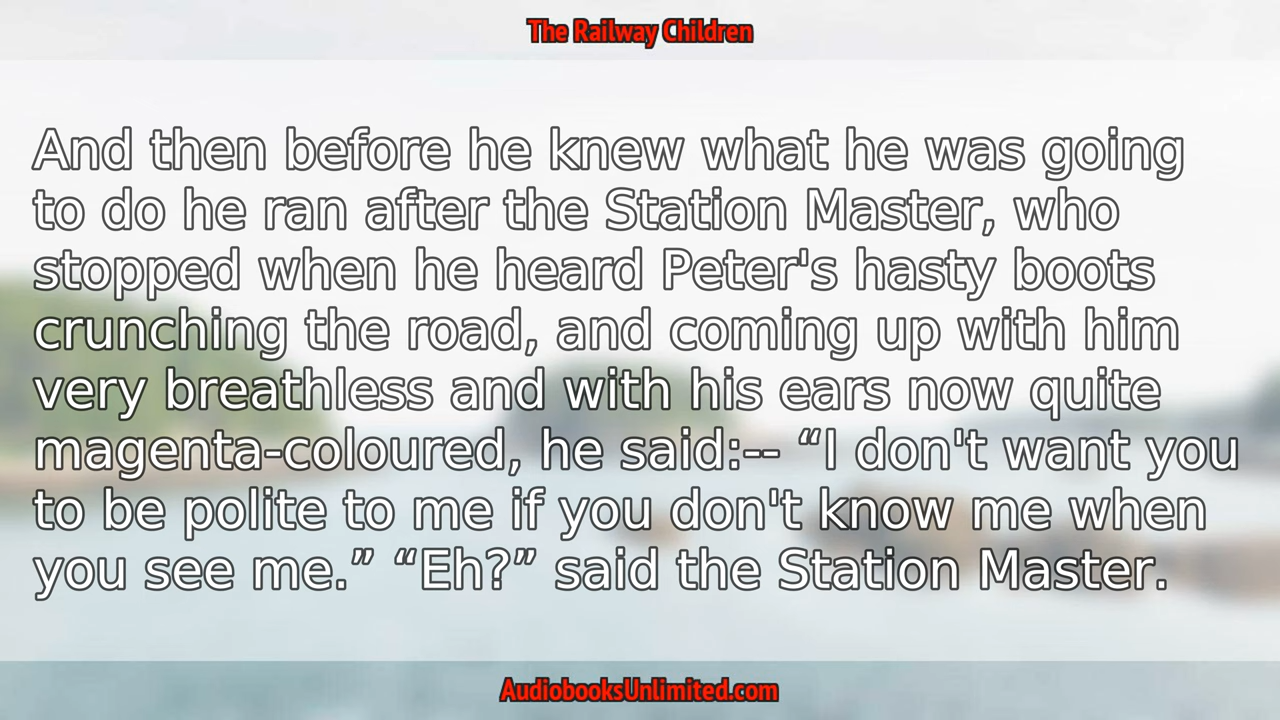 The Railway Children
And then before he knew what he was going
to do he ran after the Station Master, who
stopped when he heard Peter's hasty boots
crunching the road, and coming up with him
very breathless and with his ears now quite
magenta-coloured, he said:-- “I don't want you
to be polite to me if you don't know me when
you see me.” “Eh?” said the Station Master.
AudiobooksUnlimited.com